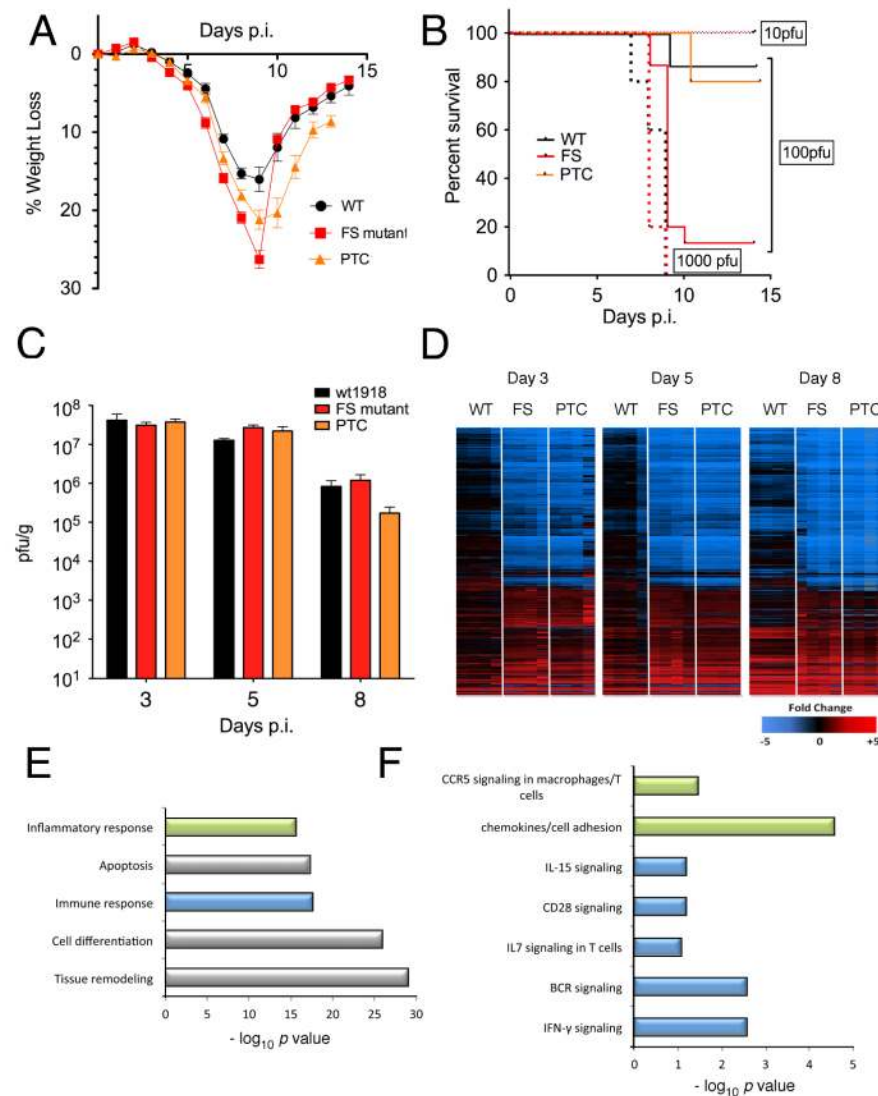 A
Days p.i.
0
5
10
15
0
10
20
30
% Weight Loss
WT
FS mutant
PTC
B
100
80
60
40
20
0
Percent survival
WT
FS
PTC
10pfu
100pfu
1000 pfu
0
5
10
15
Days p.i.
C
wt1918
FS mutant
PTC
10^8
10^7
10^6
10^5
10^4
10^3
10^2
10^1
pfu/g
3
5
8
Days p.i.
D
Day 3
Day 5
Day 8
WT FS PTC
WT FS PTC
WT FS PTC
Fold Change
-5 0 +5
E
Inflammatory response
Apoptosis
Immune response
Cell differentiation
Tissue remodeling
0 5 10 15 20 25 30
- log10 p value
F
CCR5 signaling in macrophages/T
cells
chemokines/cell adhesion
IL-15 signaling
CD28 signaling
IL7 signaling in T cells
BCR signaling
IFN-y signaling
0 1 2 3 4 5
- log10 p value